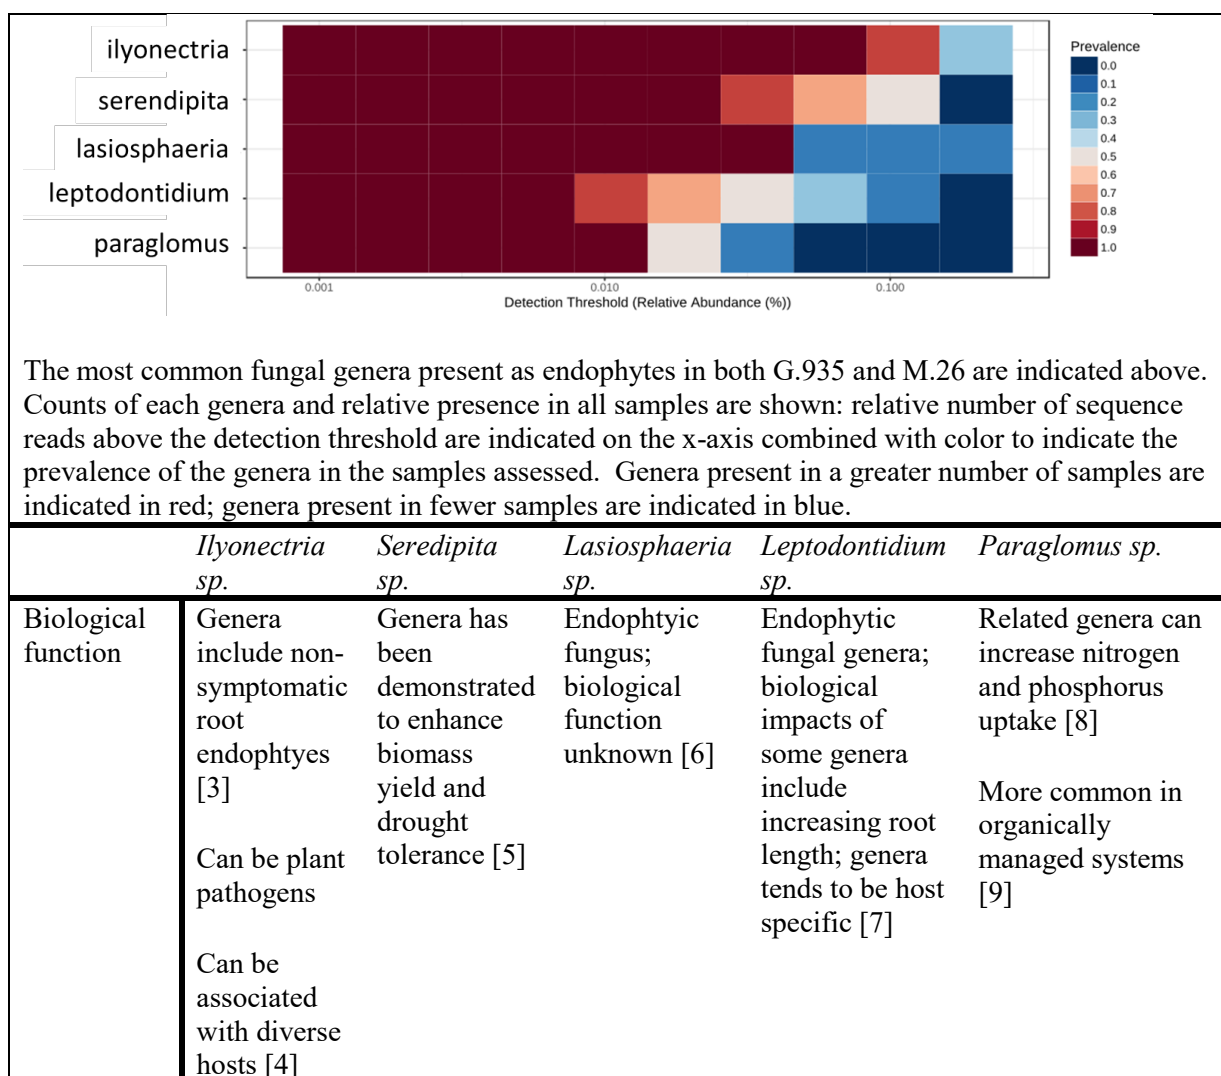 ilyonectria
serendipita
lasiosphaeria
leptodontidium
paraglomus
Prevalence
0.0
0.1
0.2
0.3
0.4
0.5
0.6
0.7
0.8
0.9
1.0
0.001 0.010 0.100
Detection Threshold (Relative Abundance (%))
The most common fungal genera present as endophytes in both G.935 and M.26 are indicated above.
Counts of each genera and relative presence in all samples are shown: relative number of sequence
reads above the detection threshold are indicated on the x-axis combined with color to indicate the
prevalence of the genera in the samples assessed.  Genera present in a greater number of samples are
indicated in red; genera present in fewer samples are indicated in blue.
Ilyonectria
sp.
Seredipita
sp.
Lasiosphaeria
sp.
Leptodontidium
sp.
Paraglomus sp.
Biological
function
Genera
include non-
symptomatic
root
endophtyes
[3]
Can be plant
pathogens
Can be
associated
with diverse
hosts [4]
Genera has
been
demonstrated
to enhance
biomass
yield and
drought
tolerance [5]
Endophtyic
fungus;
biological
function
unknown [6]
Endophytic
fungal genera;
biological
impacts of
some genera
include
increasing root
length; genera
tends to be host
specific [7]
Related genera can
increase nitrogen
and phosphorus
uptake [8]
More common in
organically
managed systems
[9]